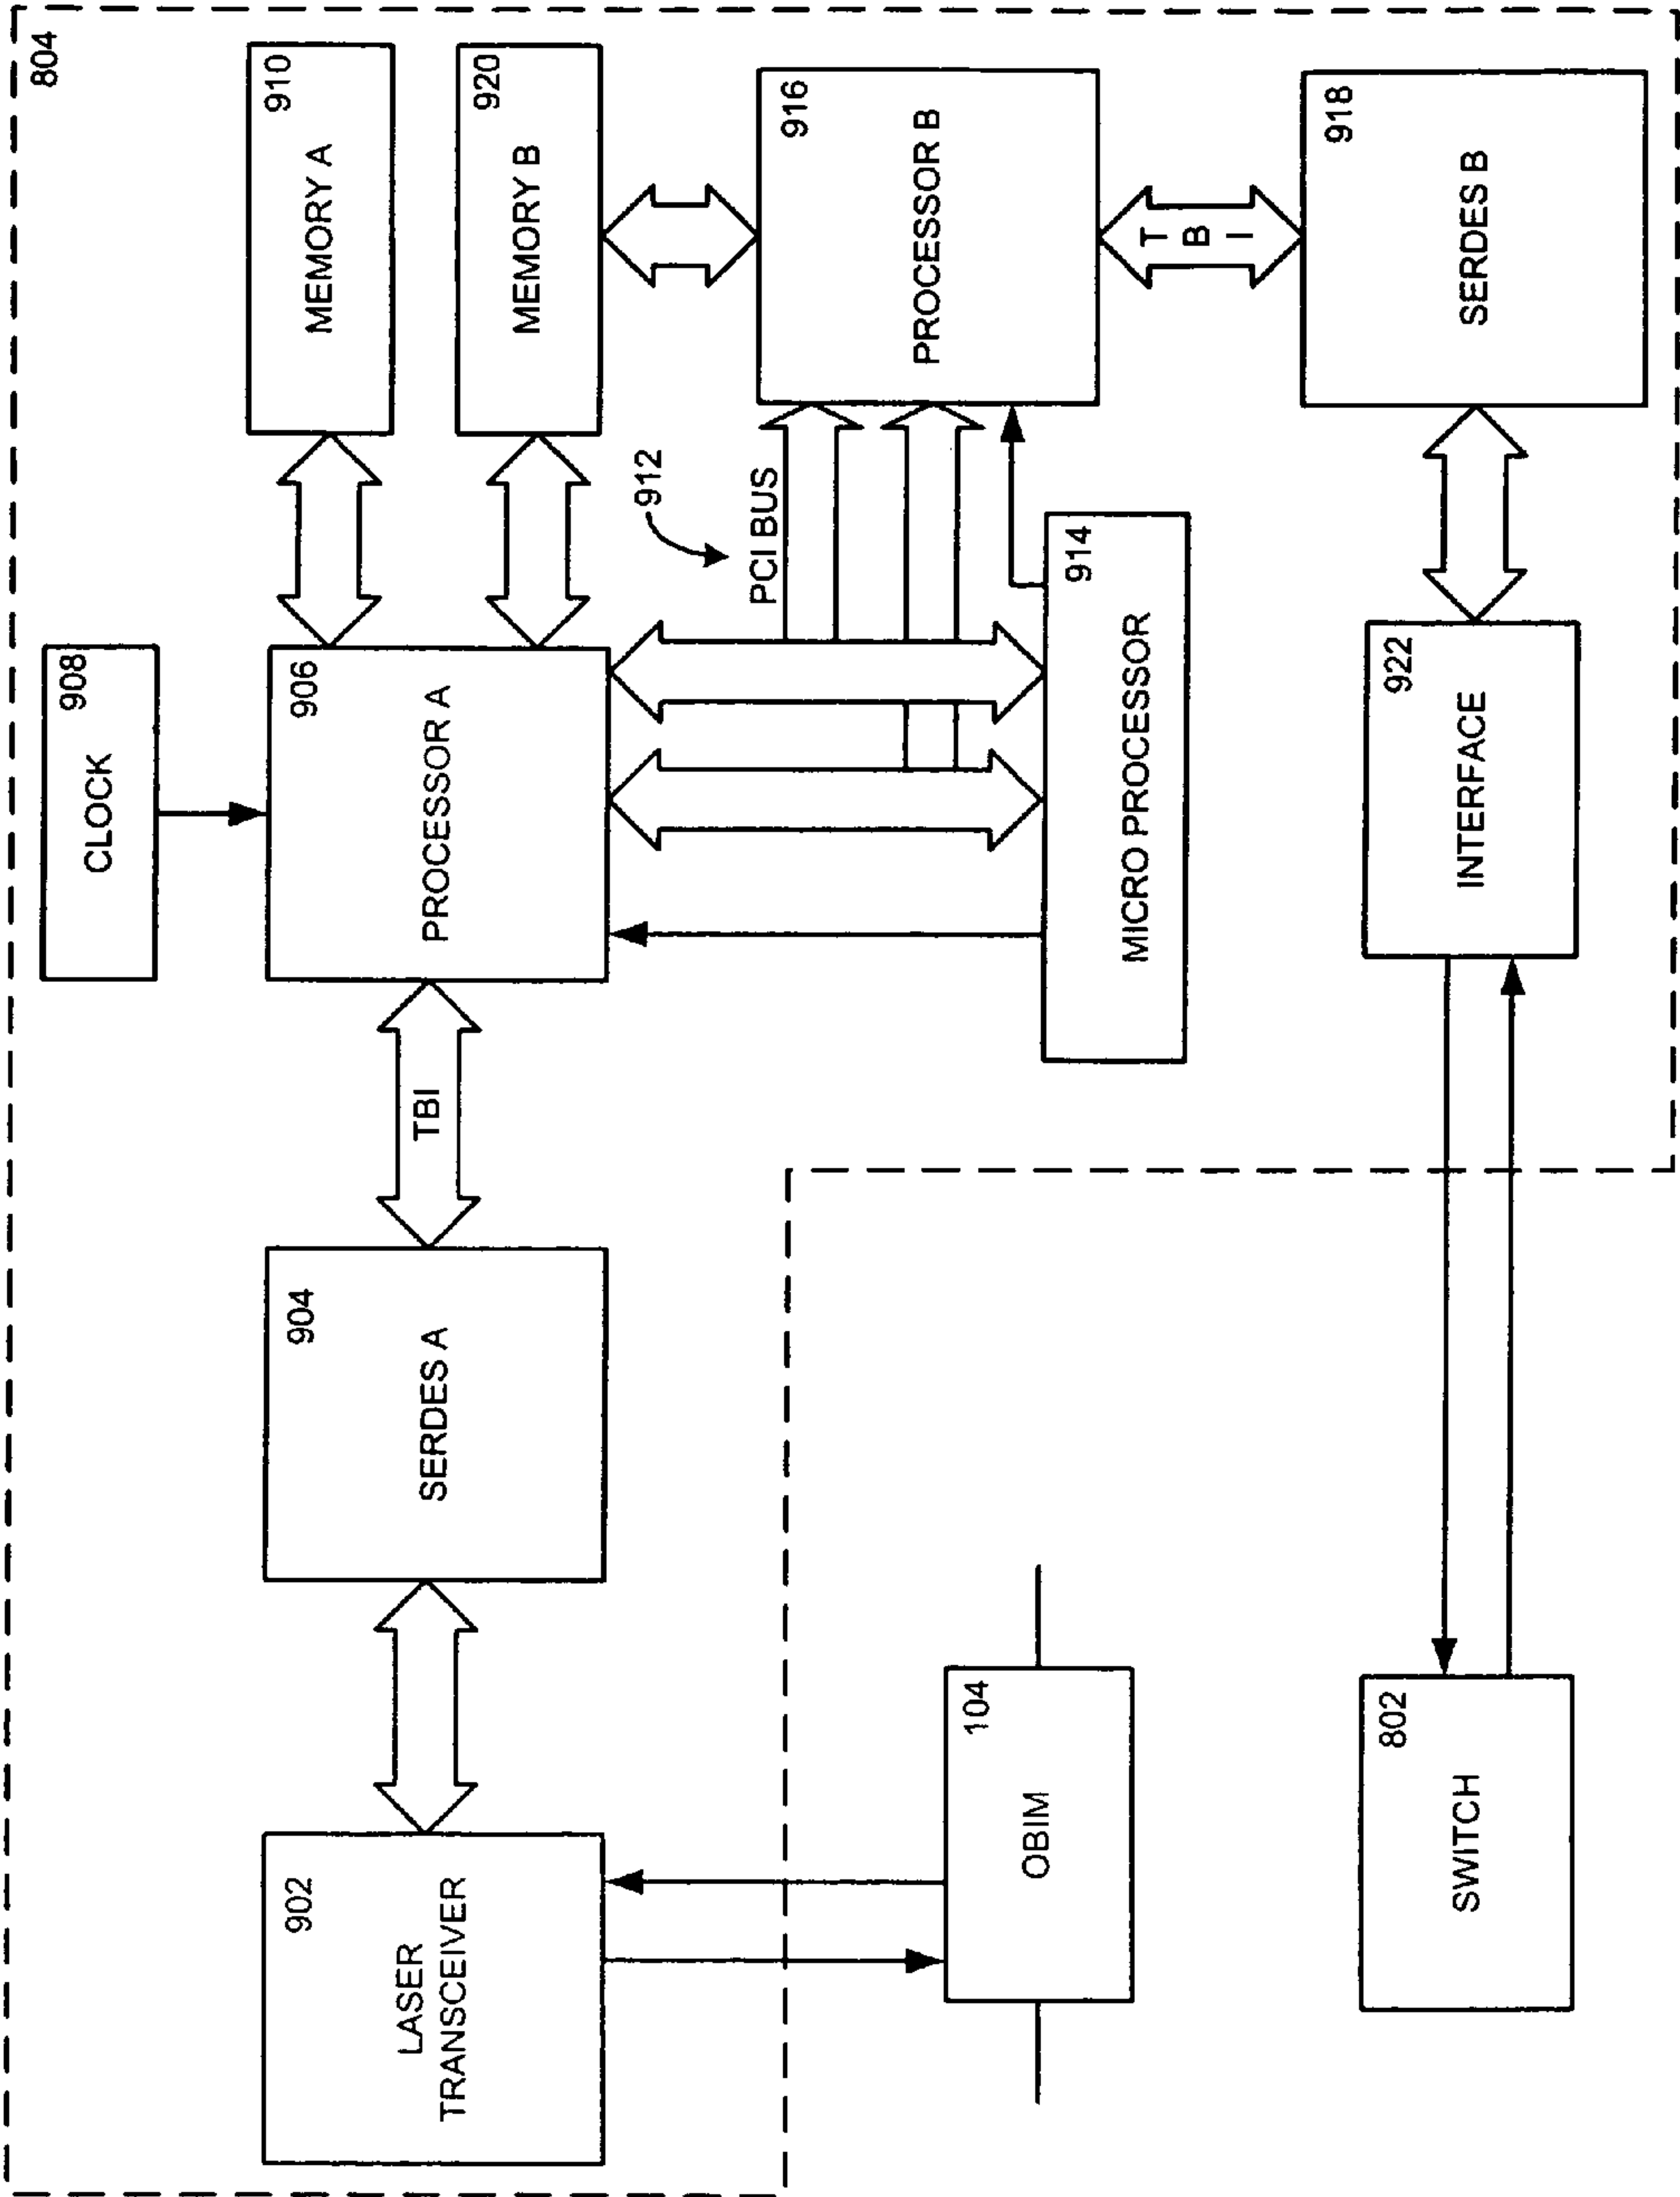 804
CLOCK
908
MEMORY A
910
MEMORY B
920
PROCESSOR A
906
TBI
SERDES A
904
LASER
TRANSCEIVER
902
912
PCI BUS
PROCESSOR B
916
MICRO PROCESSOR
914
T
B
I
SERDES B
918
INTERFACE
922
OBIM
104
SWITCH
802